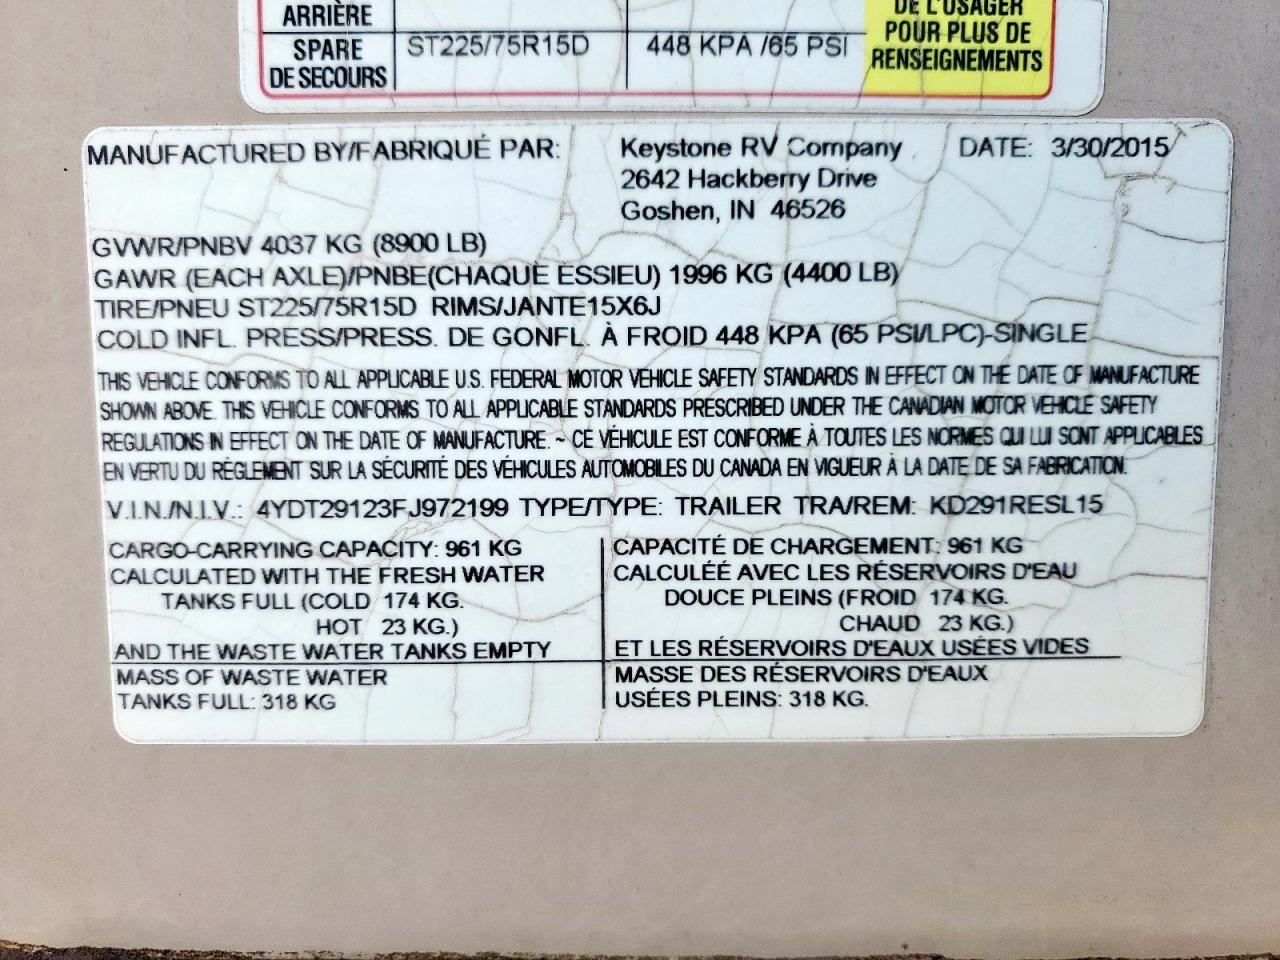 ARRIÈRE
DE L'USAGER
POUR PLUS DE
RENSEIGNEMENTS
SPARE
DE SECOURS
ST225/75R15D
448 KPA /65 PSI
MANUFACTURED BY/FABRIQUÉ PAR:
Keystone RV Company
DATE: 3/30/2015
2642 Hackberry Drive
Goshen, IN 46526
GVWR/PNBV 4037 KG (8900 LB)
GAWR (EACH AXLE)/PNBE(CHAQUE ESSIEU) 1996 KG (4400 LB)
TIRE/PNEU ST225/75R15D RIMS/JANTE15X6J
COLD INFL. PRESS/PRESS. DE GONFL. À FROID 448 KPA (65 PSI/LPC)-SINGLE
THIS VEHICLE CONFORMS TO ALL APPLICABLE U.S. FEDERAL MOTOR VEHICLE SAFETY STANDARDS IN EFFECT ON THE DATE OF MANUFACTURE
SHOWN ABOVE. THIS VEHICLE CONFORMS TO ALL APPLICABLE STANDARDS PRESCRIBED UNDER THE CANADIAN MOTOR VEHICLE SAFETY
REGULATIONS IN EFFECT ON THE DATE OF MANUFACTURE. ~ CE VÉHICULE EST CONFORME À TOUTES LES NORMES QUI LUI SONT APPLICABLES
EN VERTU DU RÈGLEMENT SUR LA SÉCURITÉ DES VÉHICULES AUTOMOBILES DU CANADA EN VIGUEUR À LA DATE DE SA FABRICATION.
V.I.N./N.I.V.: 4YDT29123FJ972199 TYPE/TYPE: TRAILER TRA/REM: KD291RESL15
CARGO-CARRYING CAPACITY: 961 KG
CALCULATED WITH THE FRESH WATER
TANKS FULL (COLD 174 KG.
HOT 23 KG.)
AND THE WASTE WATER TANKS EMPTY
MASS OF WASTE WATER
TANKS FULL: 318 KG
CAPACITÉ DE CHARGEMENT: 961 KG
CALCULÉE AVEC LES RÉSERVOIRS D'EAU
DOUCE PLEINS (FROID 174 KG.
CHAUD 23 KG.)
ET LES RÉSERVOIRS D'EAUX USÉES VIDES
MASSE DES RÉSERVOIRS D'EAUX
USÉES PLEINS: 318 KG.